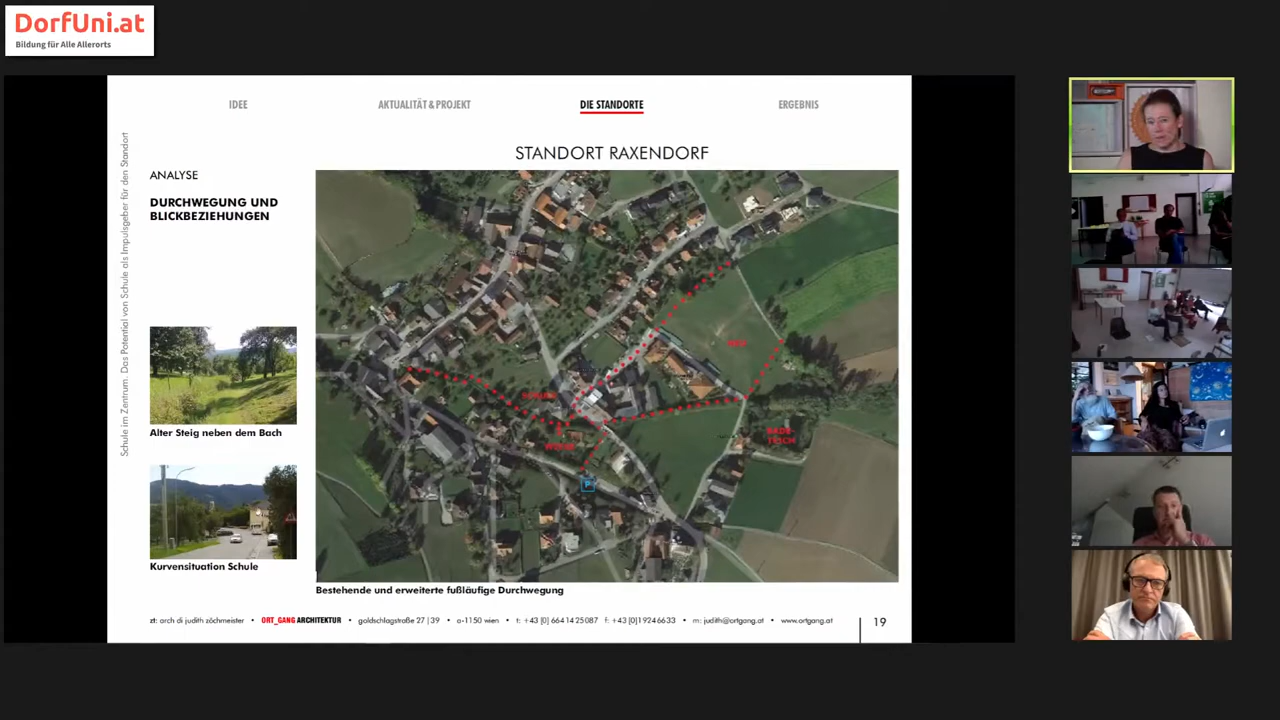 DorfUni.at
Bildung für Alle Allerorts
IDEE
AKTUALITÄT & PROJEKT
DIE STANDORTE
ERGEBNIS
Schule im Zentrum. Das Potential von Schule als Impulsgeber für den Standort
STANDORT RAXENDORF
ANALYSE
DURCHWEGUNG UND
BLICKBEZIEHUNGEN
Alter Steig neben dem Bach
Kurvensituation Schule
P
Bestehende und erweiterte fußläufige Durchwegung
zt: arch di judith zöchmeister • ORT_GANG ARCHITEKTUR • goldschlagstraße 27 | 39 • a-1150 wien • t: +43 [0] 664 14 25 087 f: +43 [0]1 9 24 66 33 • m: judith@ortgang.at • www.ortgang.at
19